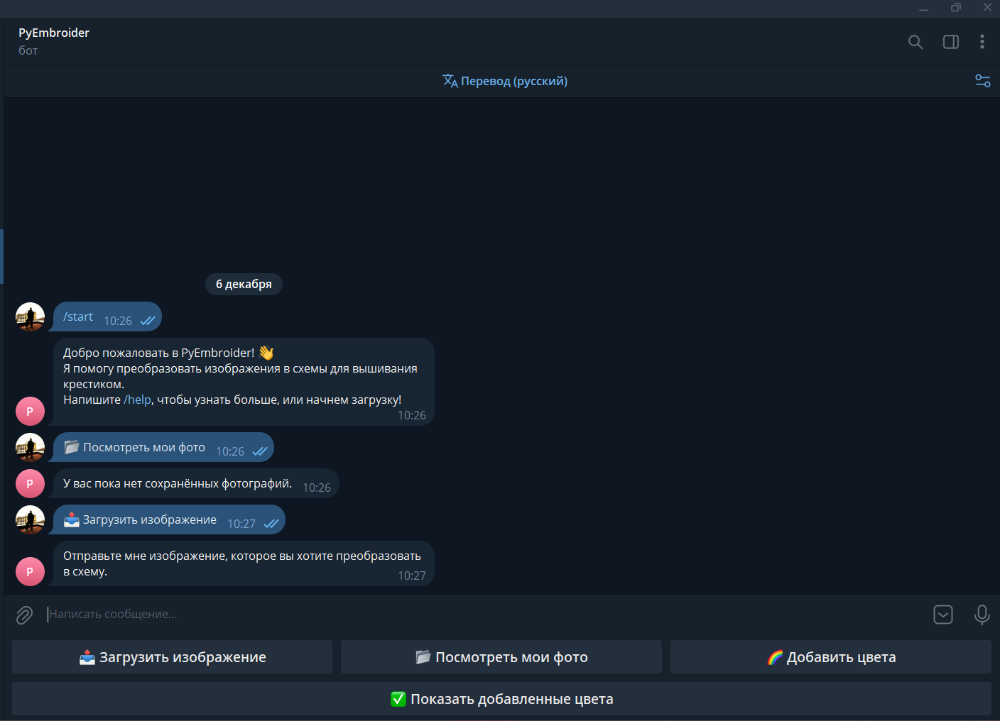 PyEmbroider
бот
Перевод (русский)
6 декабря
/start 10:26
Добро пожаловать в PyEmbroider! 👋
Я помогу преобразовать изображения в схемы для вышивания
крестиком.
Напишите /help, чтобы узнать больше, или начнем загрузку!
10:26
P
📂 Посмотреть мои фото 10:26
P
У вас пока нет сохранённых фотографий. 10:26
📤 Загрузить изображение 10:27
Отправьте мне изображение, которое вы хотите преобразовать
в схему. 10:27
P
Написать сообщение...
📤 Загрузить изображение
📂 Посмотреть мои фото
🌈 Добавить цвета
✅ Показать добавленные цвета